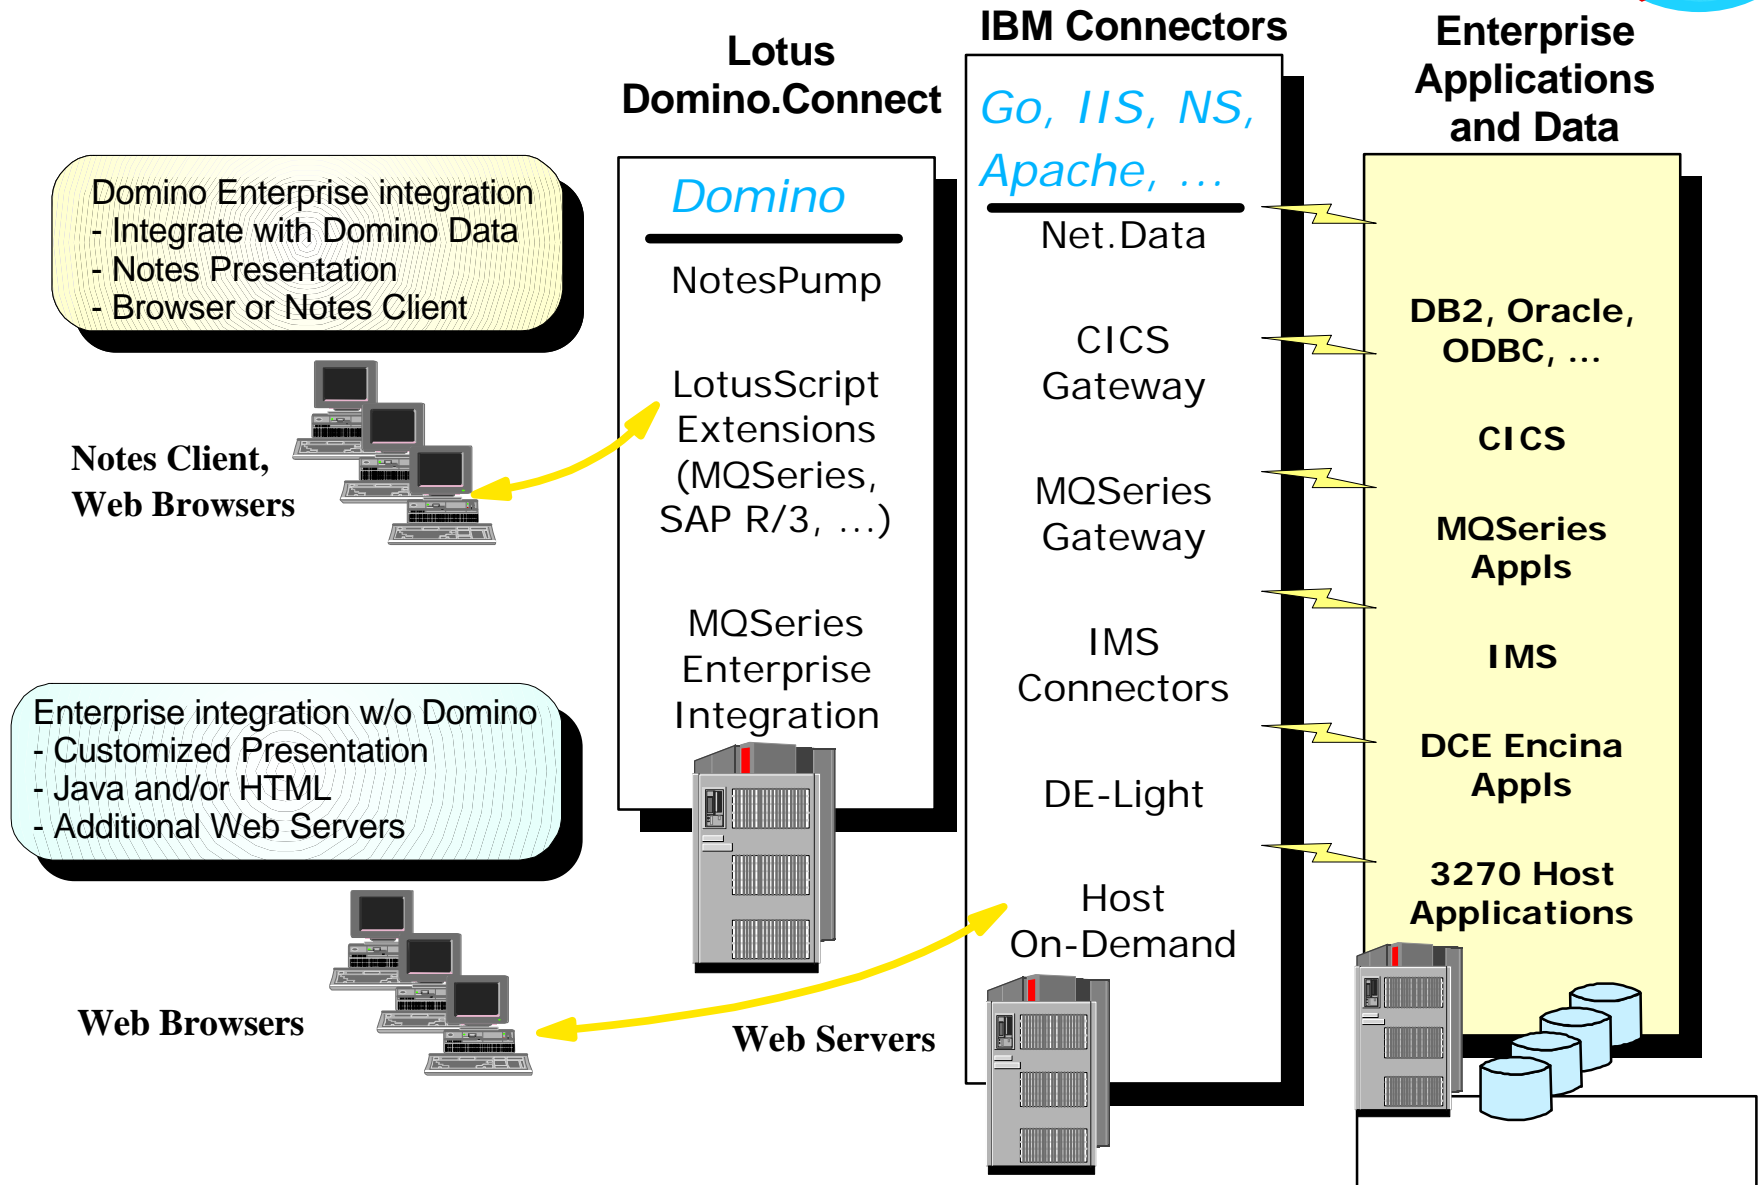 Lotus
Domino.Connect
IBM Connectors
Enterprise
Applications
and Data
Domino Enterprise integration
- Integrate with Domino Data
- Notes Presentation
- Browser or Notes Client
Notes Client,
Web Browsers
Enterprise integration w/o Domino
- Customized Presentation
- Java and/or HTML
- Additional Web Servers
Web Browsers
Domino
NotesPump
LotusScript
Extensions
(MQSeries,
SAP R/3, ...)
MQSeries
Enterprise
Integration
Web Servers
Go, IIS, NS,
Apache, ...
Net.Data
CICS
Gateway
MQSeries
Gateway
IMS
Connectors
DE-Light
Host
On-Demand
DB2, Oracle,
ODBC, ...
CICS
MQSeries
Appls
IMS
DCE Encina
Appls
3270 Host
Applications